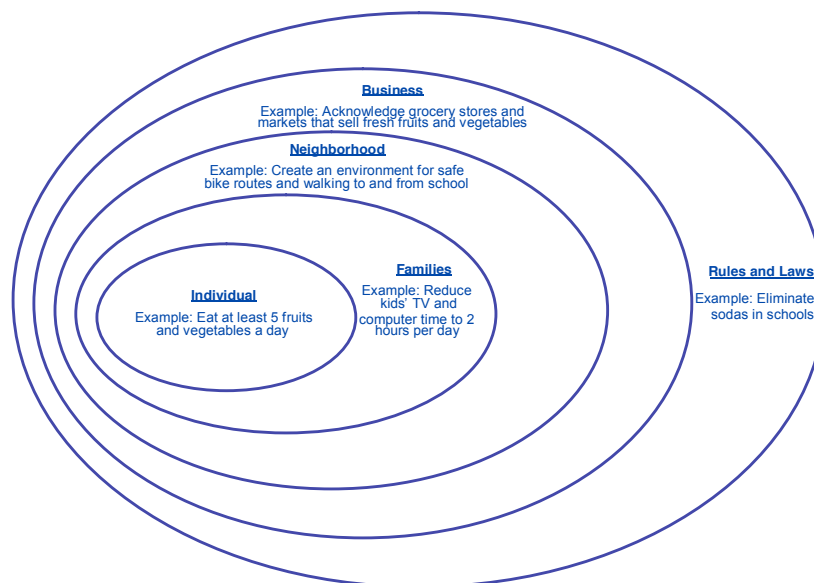 Business
Example: Acknowledge grocery stores and
markets that sell fresh fruits and vegetables
Neighborhood
Example: Create an environment for safe
bike routes and walking to and from school
Families
Example: Reduce
kids' TV and
computer time to 2
hours per day
Individual
Example: Eat at least 5 fruits
and vegetables a day
Rules and Laws
Example: Eliminate
sodas in schools